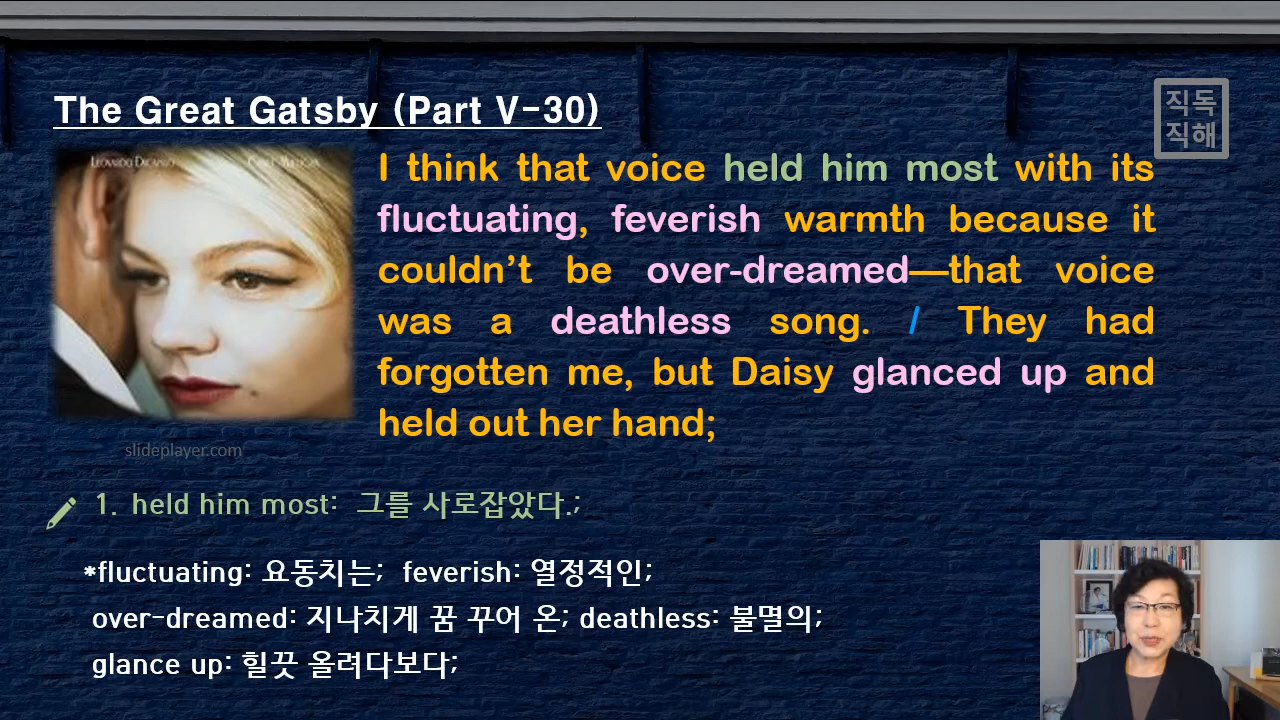 The Great Gatsby (Part V-30)
직독
직해
LEONARDO DICAPRIO
I think that voice held him most with its
fluctuating, feverish warmth because it
couldn’t be over-dreamed—that voice
was a deathless song. / They had
forgotten me, but Daisy glanced up and
held out her hand;
slideplayer.com
1. held him most: 그를 사로잡았다.;
*fluctuating: 요동치는; feverish: 열정적인;
over-dreamed: 지나치게 꿈 꾸어 온; deathless: 불멸의;
glance up: 힐끗 올려다보다;